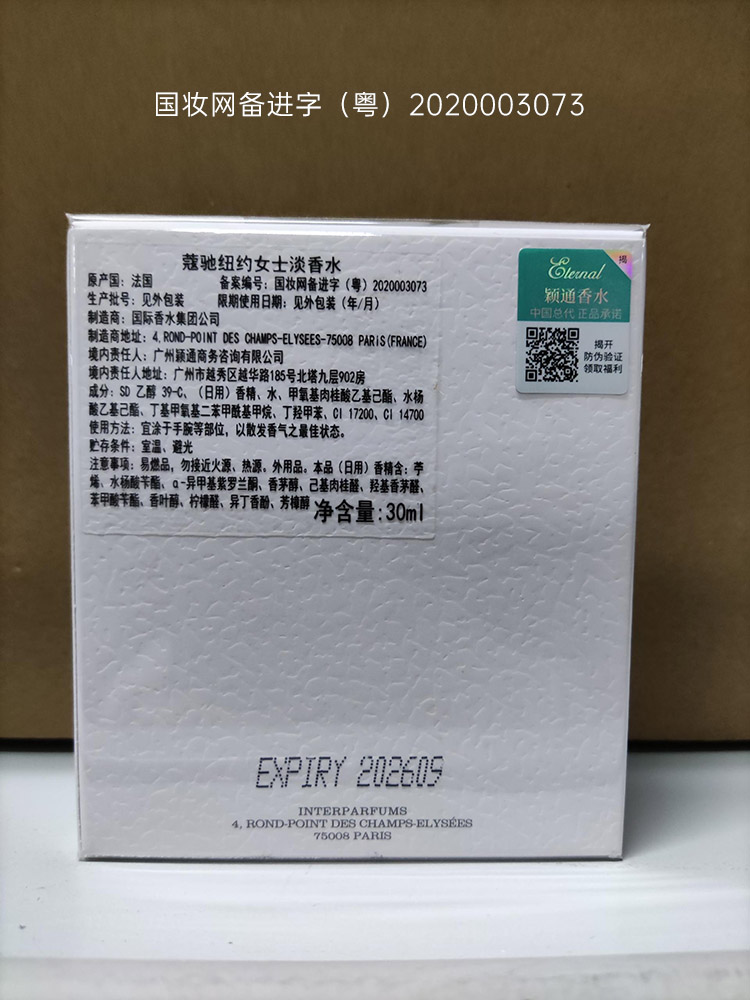 国妆网备进字（粤）2020003073
蔻驰纽约女士淡香水
原产国：法国 备案编号：国妆网备进字（粤）2020003073
生产批号：见外包装 限期使用日期：见外包装（年/月）
制造商：国际香水集团公司
制造商地址：4,ROND-POINT DES CHAMPS-ELYSEES-75008 PARIS(FRANCE)
境内责任人：广州颖通商务咨询有限公司
境内责任人地址：广州市越秀区越华路185号北塔九层902房
成分：SD 乙醇 39-C、（日用）香精、水、甲氧基肉桂酸乙基己酯、水杨
酸乙基己酯、丁基甲氧基二苯甲酰基甲烷、丁羟甲苯、CI 17200、CI 14700
使用方法：宜涂于手腕等部位，以散发香气之最佳状态。
贮存条件：室温、避光
注意事项：易燃品，勿接近火源、热源。外用品。本品（日用）香精含：苧
烯、水杨酸苄酯、α-异甲基紫罗兰酮、香茅醇、己基肉桂醛、羟基香茅醛、
苯甲酸苄酯、香叶醇、柠檬醛、异丁香酚、芳樟醇 净含量:30ml
Eternal
揭
颖通香水
中国总代 正品承诺
揭开
防伪验证
领取福利
EXPIRY 202609
INTERPARFUMS
4, ROND-POINT DES CHAMPS-ELYSÉES
75008 PARIS